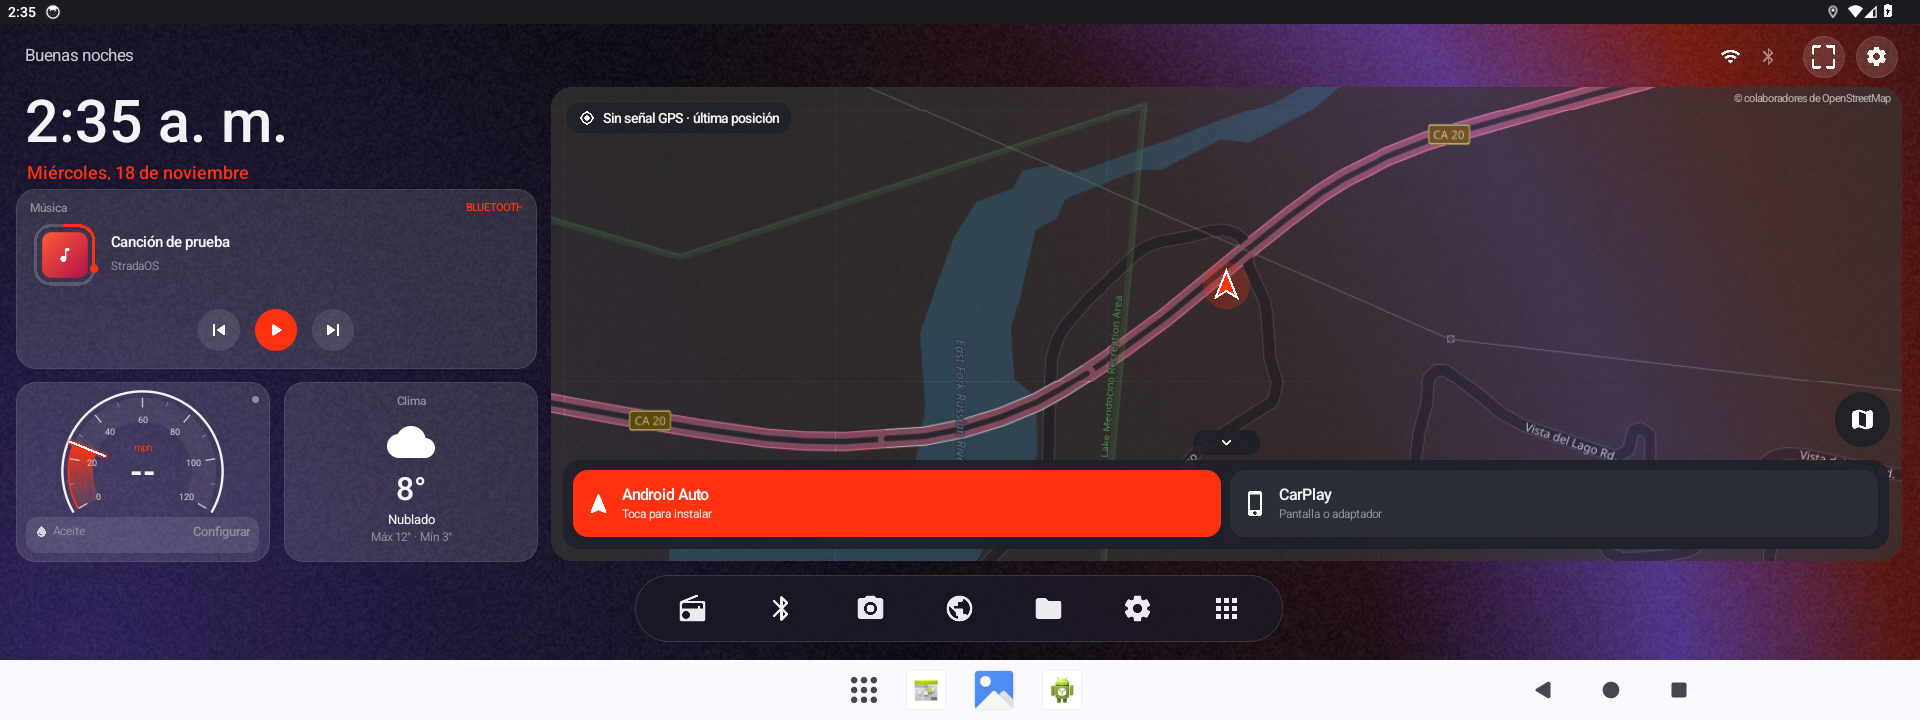 2:35
Buenas noches
2:35 a. m.
Miércoles, 18 de noviembre
Música
BLUETOOTH
Canción de prueba
StradaOS
0
20
40
60
80
100
120
mph
--
Aceite
Configurar
Clima
8°
Nublado
Máx 12° · Mín 3°
Sin señal GPS · última posición
© colaboradores de OpenStreetMap
CA 20
CA 20
East Fork Russian
Lake Mendocino Recreation Area
Vista del Lago Rd.
Vista
Android Auto
Toca para instalar
CarPlay
Pantalla o adaptador